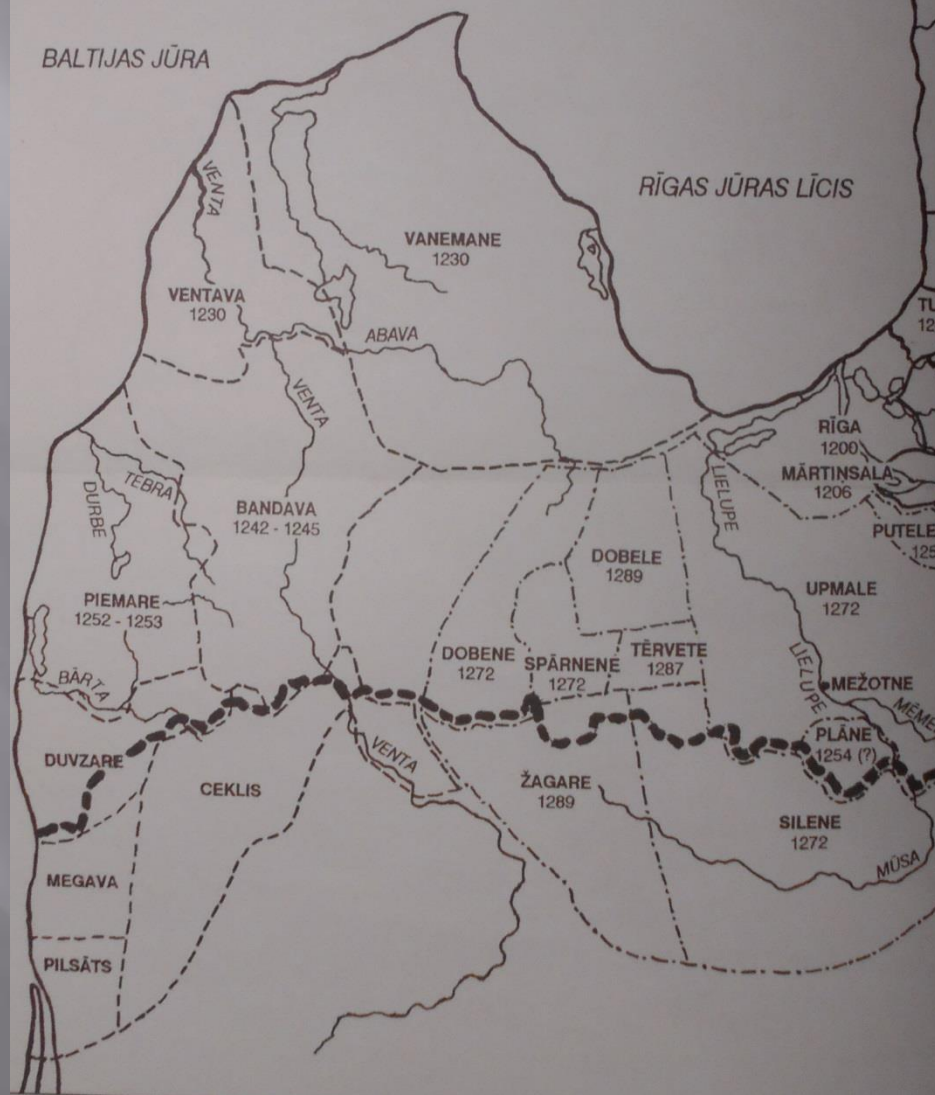 BALTIJAS JŪRA
RĪGAS JŪRAS LĪCIS
VENTA
VANEMANE
1230
VENTAVA
1230
ABAVA
VENTA
RĪGA
1200
MĀRTIŅSALA
1206
LIELUPE
TEBRA
DURBE
BANDAVA
1242 - 1245
DOBELE
1289
UPMALE
1272
PIEMARE
1252 - 1253
DOBENE
1272
SPĀRNENE
1272
TĒRVETE
1287
LIELUPE
MEŽOTNE
BĀRTA
PLĀNE
1254 (?)
DUVZARE
VENTA
CEKLIS
ŽAGARE
1289
SILENE
1272
MŪSA
MEGAVA
PILSĀTS